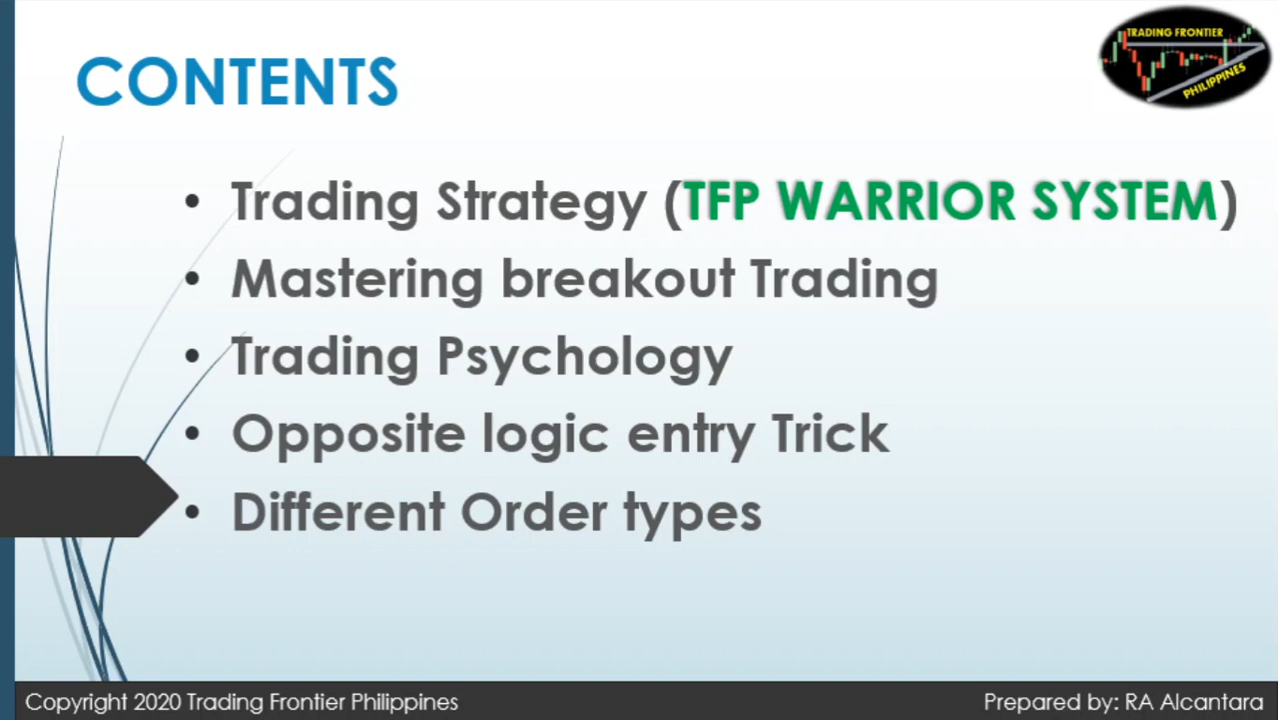 TRADING FRONTIER
PHILIPPINES
CONTENTS
• Trading Strategy (TFP WARRIOR SYSTEM)
• Mastering breakout Trading
• Trading Psychology
• Opposite logic entry Trick
• Different Order types
Copyright 2020 Trading Frontier Philippines
Prepared by: RA Alcantara